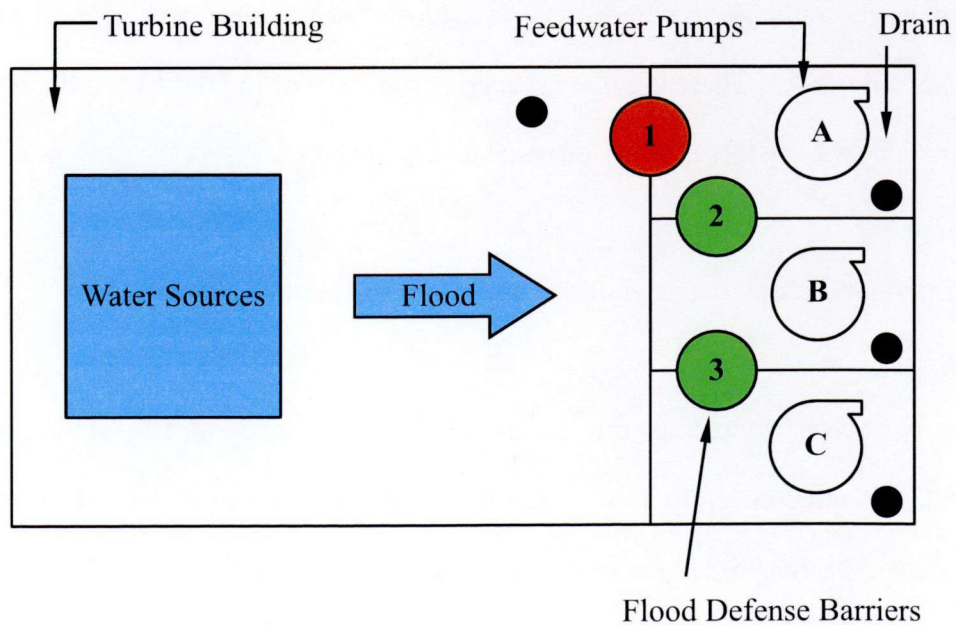 Turbine Building
Feedwater Pumps
Drain
1
A
2
Water Sources
Flood
B
3
C
Flood Defense Barriers